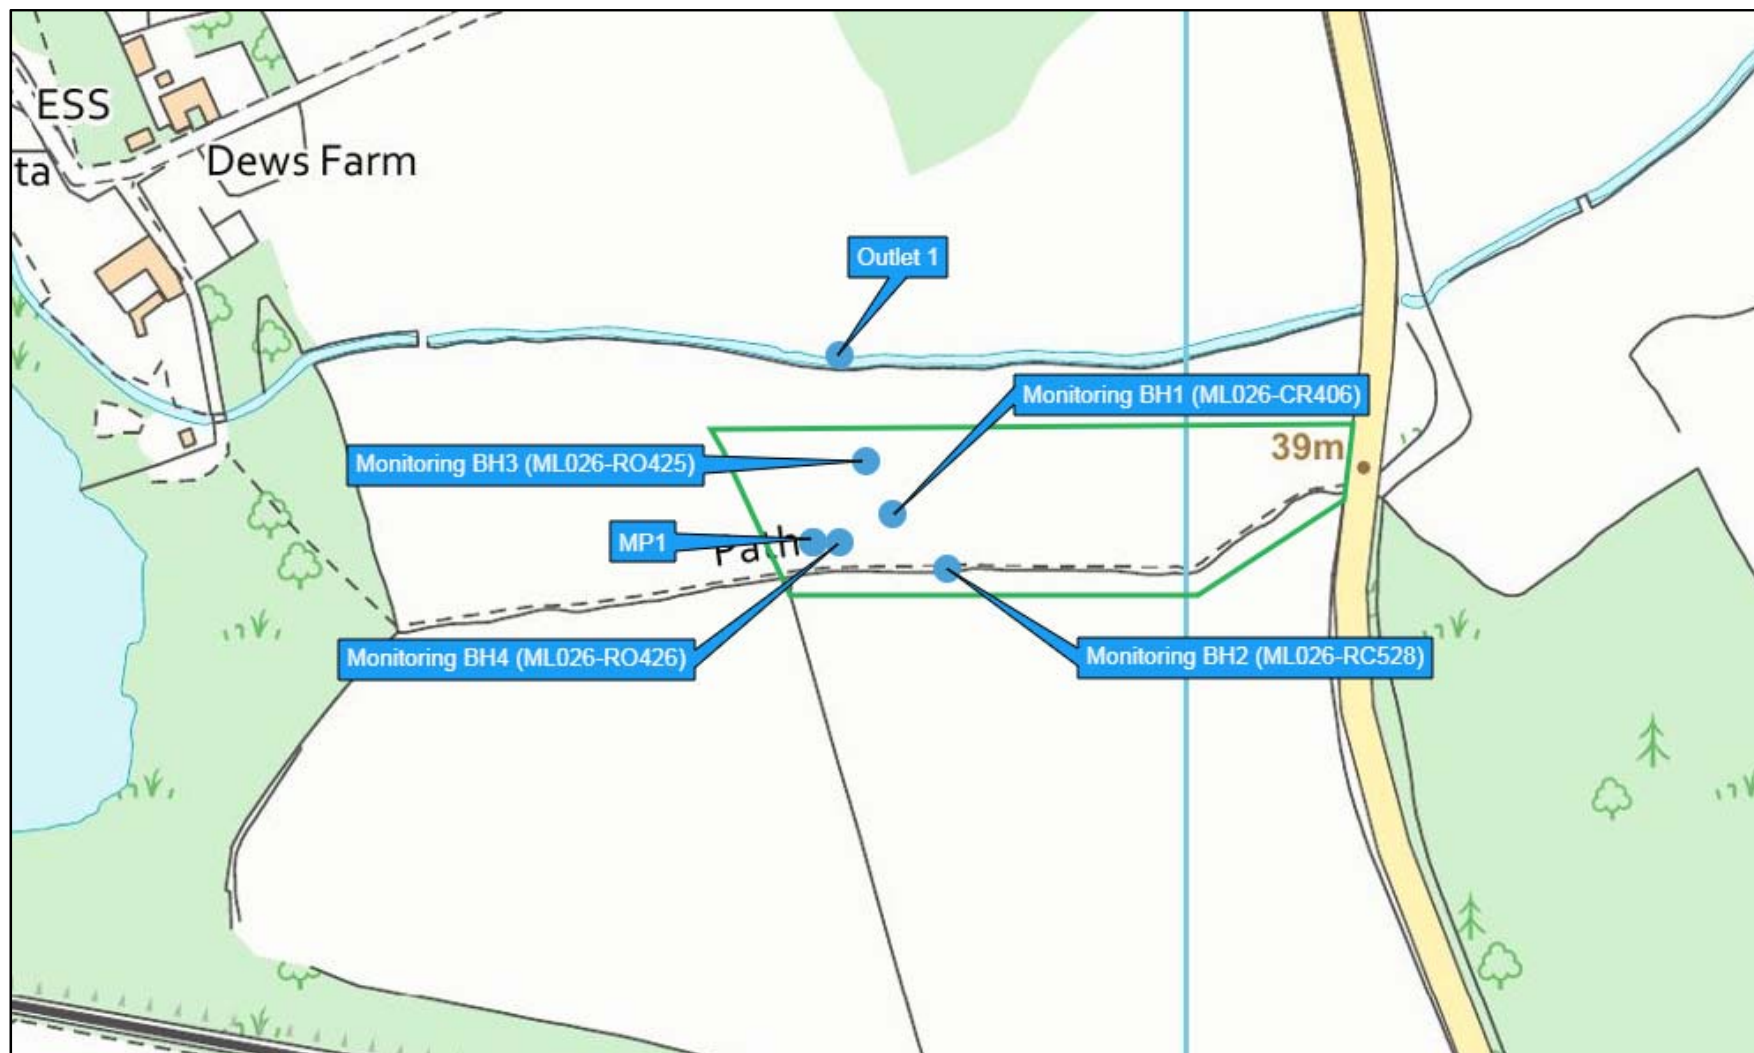 ESS
ta
Dews Farm
Outlet 1
Monitoring BH1 (ML026-CR406)
39m
Monitoring BH3 (ML026-RO425)
MP1
Path
Monitoring BH4 (ML026-RO426)
Monitoring BH2 (ML026-RC528)